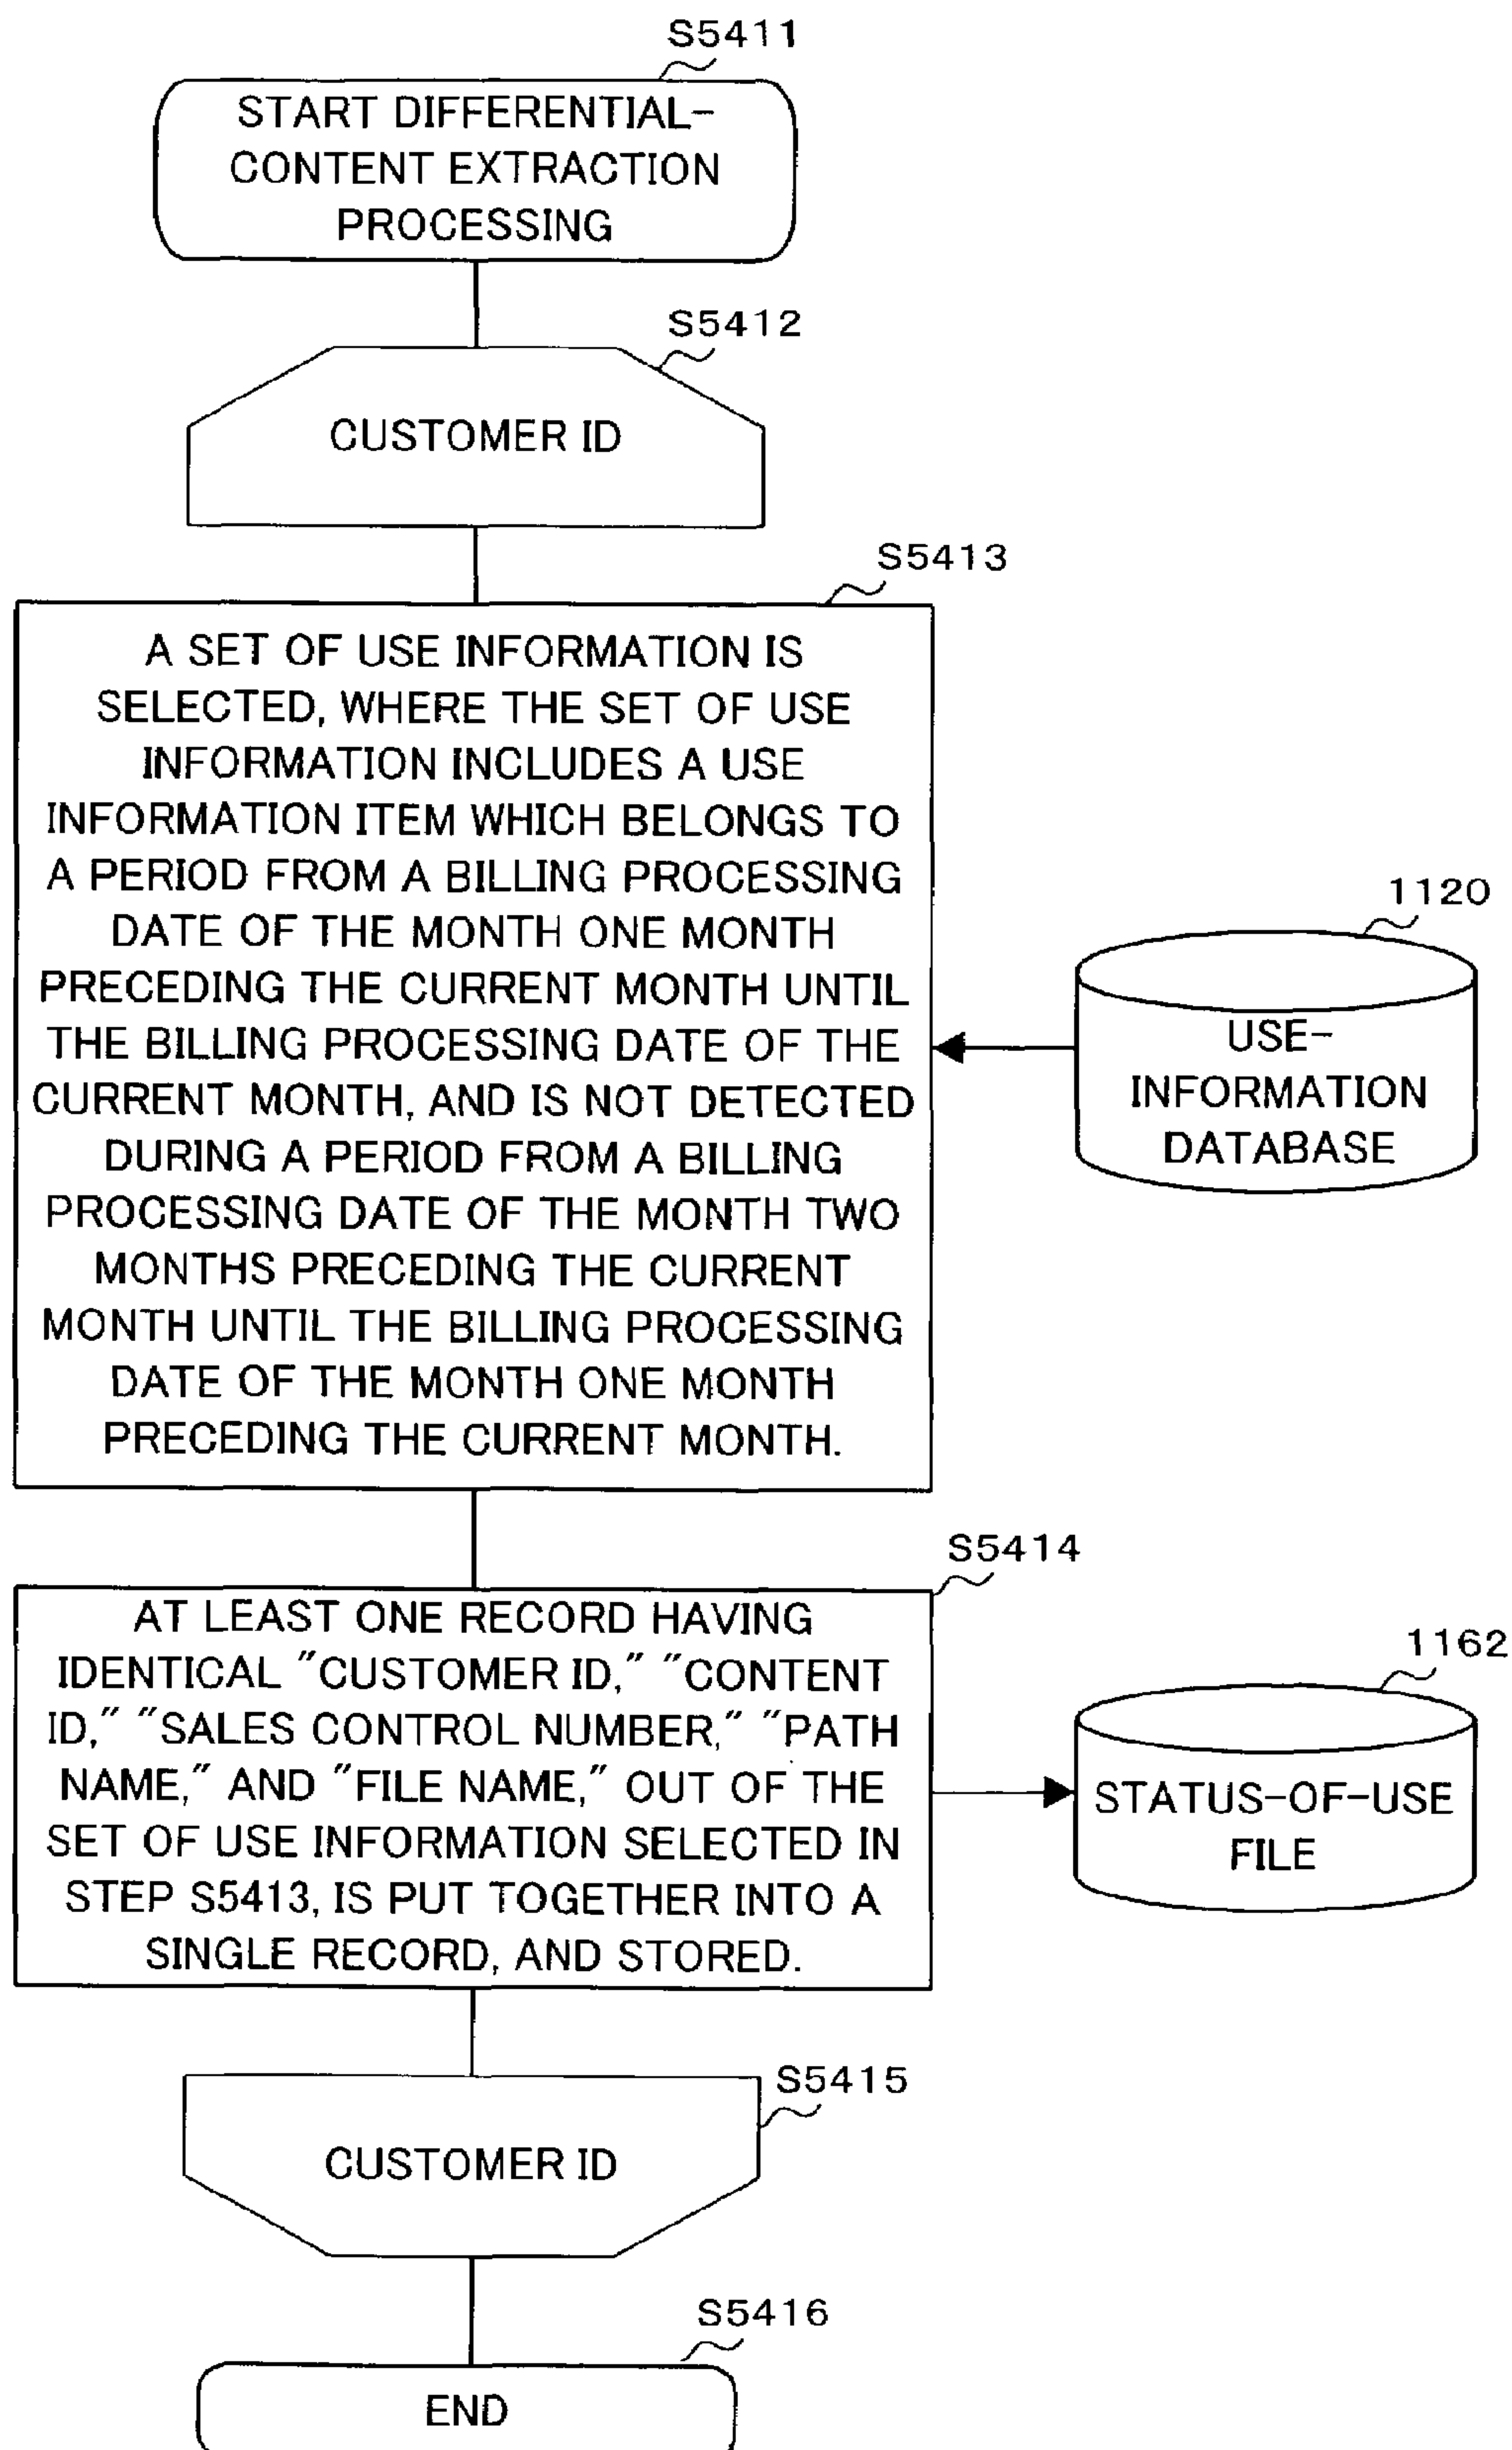 S5411
START DIFFERENTIAL-
CONTENT EXTRACTION
PROCESSING
S5412
CUSTOMER ID
S5413
A SET OF USE INFORMATION IS
SELECTED, WHERE THE SET OF USE
INFORMATION INCLUDES A USE
INFORMATION ITEM WHICH BELONGS TO
A PERIOD FROM A BILLING PROCESSING
DATE OF THE MONTH ONE MONTH
PRECEDING THE CURRENT MONTH UNTIL
THE BILLING PROCESSING DATE OF THE
CURRENT MONTH, AND IS NOT DETECTED
DURING A PERIOD FROM A BILLING
PROCESSING DATE OF THE MONTH TWO
MONTHS PRECEDING THE CURRENT
MONTH UNTIL THE BILLING PROCESSING
DATE OF THE MONTH ONE MONTH
PRECEDING THE CURRENT MONTH.
1120
USE-
INFORMATION
DATABASE
S5414
AT LEAST ONE RECORD HAVING
IDENTICAL "CUSTOMER ID," "CONTENT
ID," "SALES CONTROL NUMBER," "PATH
NAME," AND "FILE NAME," OUT OF THE
SET OF USE INFORMATION SELECTED IN
STEP S5413, IS PUT TOGETHER INTO A
SINGLE RECORD, AND STORED.
1162
STATUS-OF-USE
FILE
S5415
CUSTOMER ID
S5416
END